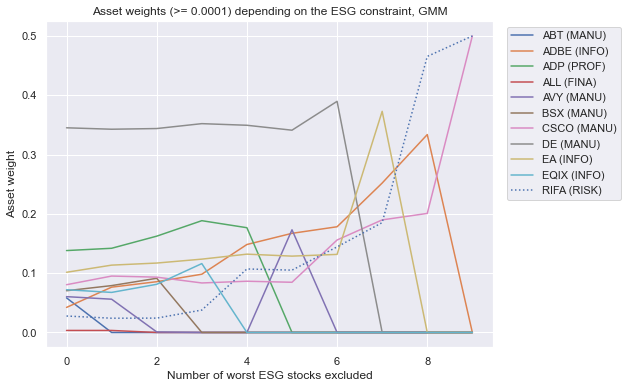 Asset weights (>= 0.0001) depending on the ESG constraint, GMM
0.5
0.4
0.3
0.2
0.1
0.0
Asset weight
0
2
4
6
8
Number of worst ESG stocks excluded
ABT (MANU)
ADBE (INFO)
ADP (PROF)
ALL (FINA)
AVY (MANU)
BSX (MANU)
CSCO (MANU)
DE (MANU)
EA (INFO)
EQIX (INFO)
RIFA (RISK)